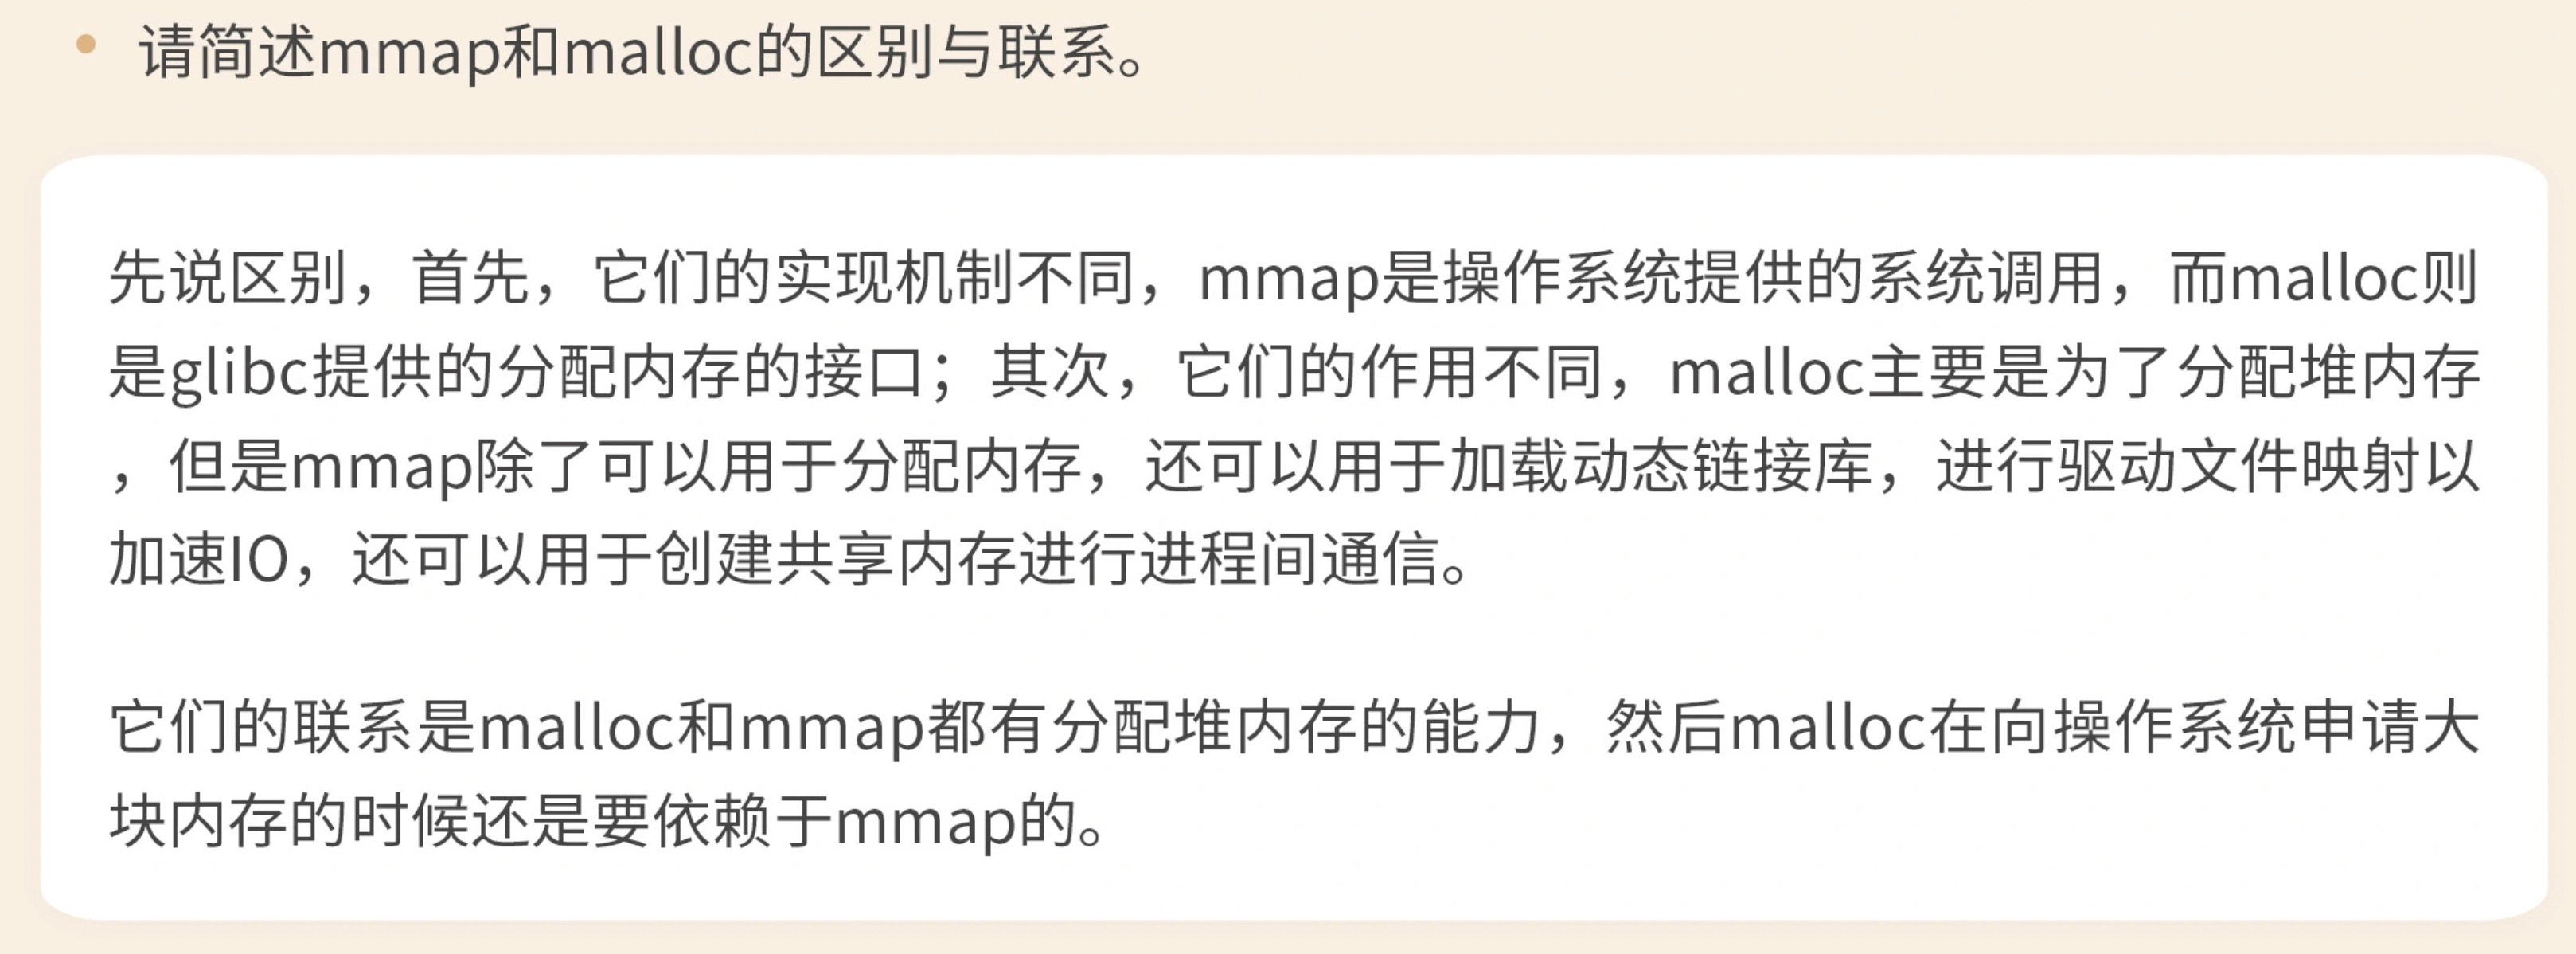 请简述mmap和malloc的区别与联系。
先说区别，首先，它们的实现机制不同，mmap是操作系统提供的系统调用，而malloc则
是glibc提供的分配内存的接口；其次，它们的作用不同，malloc主要是为了分配堆内存
，但是mmap除了可以用于分配内存，还可以用于加载动态链接库，进行驱动文件映射以
加速IO，还可以用于创建共享内存进行进程间通信。
它们的联系是malloc和mmap都有分配堆内存的能力，然后malloc在向操作系统申请大
块内存的时候还是要依赖于mmap的。